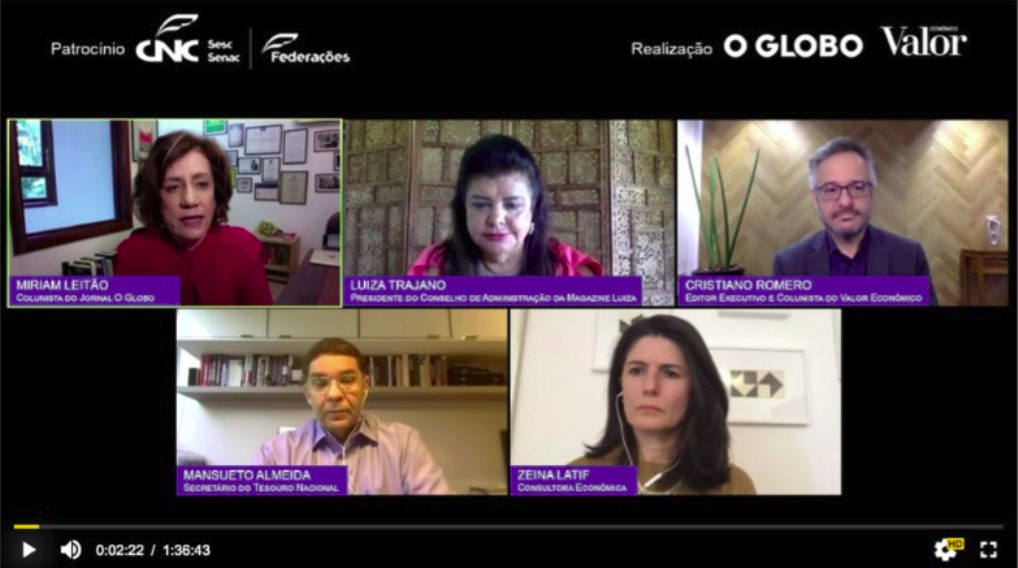 Patrocínio CNC Sesc Senac Federações
Realização O GLOBO ECONÔMICO Valor
MIRIAM LEITÃO
COLUNISTA DO JORNAL O GLOBO
LUIZA TRAJANO
PRESIDENTE DO CONSELHO DE ADMINISTRAÇÃO DA MAGAZINE LUIZA
CRISTIANO ROMERO
EDITOR EXECUTIVO E COLUNISTA DO VALOR ECONÔMICO
MANSUETO ALMEIDA
SECRETÁRIO DO TESOURO NACIONAL
ZEINA LATIF
CONSULTORA ECONÔMICA
0:02:22 / 1:36:43
HD